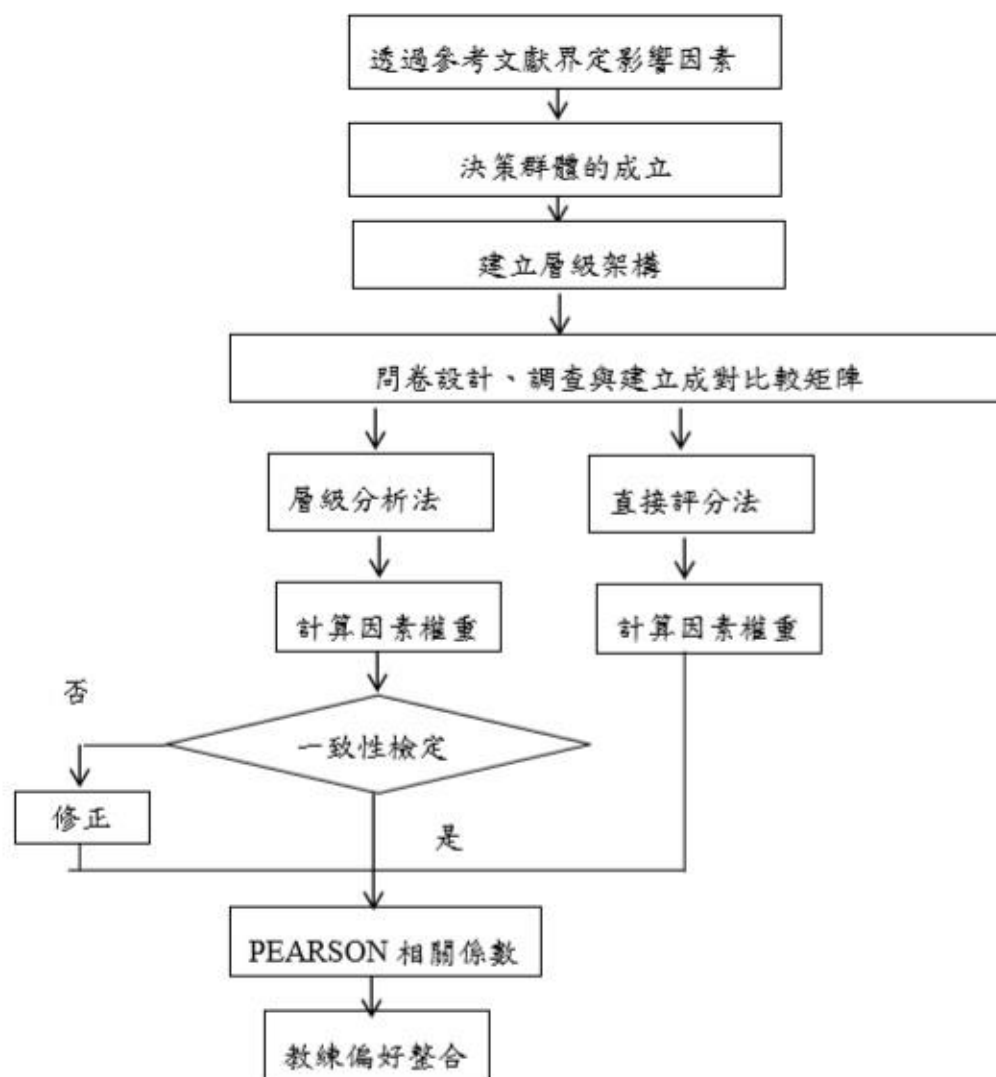 透過參考文獻界定影響因素
決策群體的成立
建立層級架構
問卷設計、調查與建立成對比較矩陣
層級分析法
直接評分法
計算因素權重
計算因素權重
否
一致性檢定
修正
是
PEARSON 相關係數
教練偏好整合